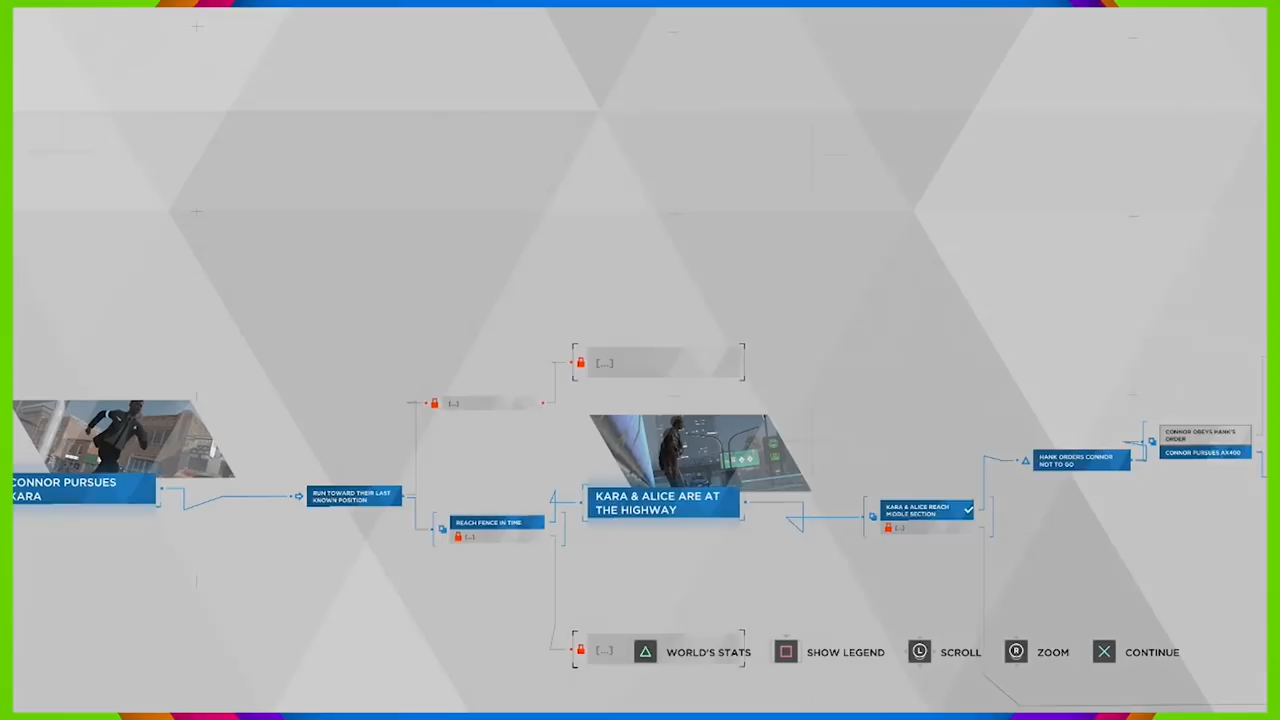 [...]
[...]
CONNOR PURSUES
KARA
RUN TOWARD THEIR LAST
KNOWN POSITION
REACH FENCE IN TIME
[...]
KARA & ALICE ARE AT
THE HIGHWAY
KARA & ALICE REACH
MIDDLE SECTION
[...]
HANK ORDERS CONNOR
NOT TO GO
CONNOR OBEYS HANK'S
ORDER
CONNOR PURSUES AX400
[...]
WORLD'S STATS
SHOW LEGEND
L
SCROLL
R
ZOOM
CONTINUE